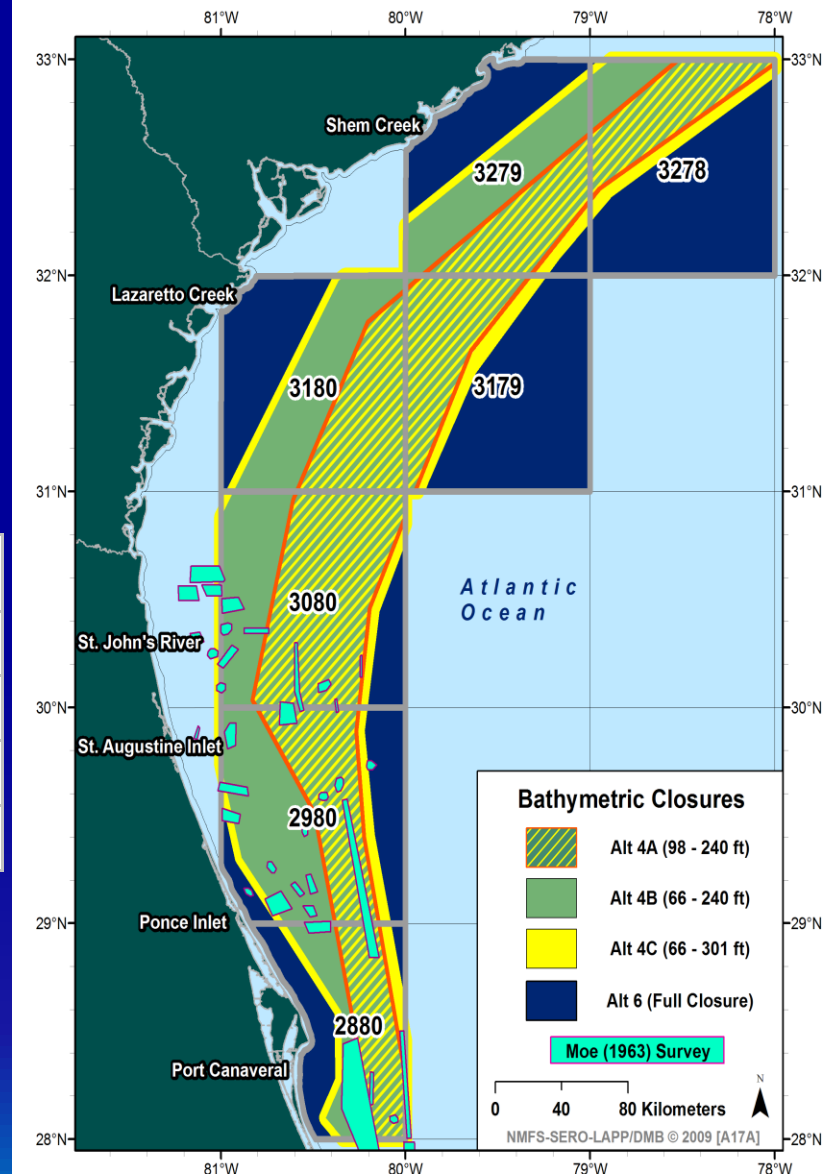 81°W 80°W 79°W 78°W
33°N 33°N
Shem Creek
3279 3278
32°N 32°N
Lazaretto Creek
3180 3179
31°N 31°N
3080
Atlantic
Ocean
St. John's River
30°N 30°N
St. Augustine Inlet
2980
Ponce Inlet
29°N 29°N
2880
Port Canaveral
28°N 28°N
81°W 80°W 79°W 78°W
Bathymetric Closures
Alt 4A (98 - 240 ft)
Alt 4B (66 - 240 ft)
Alt 4C (66 - 301 ft)
Alt 6 (Full Closure)
Moe (1963) Survey
0 40 80 Kilometers
N
NMFS-SERO-LAPP/DMB © 2009 [A17A]